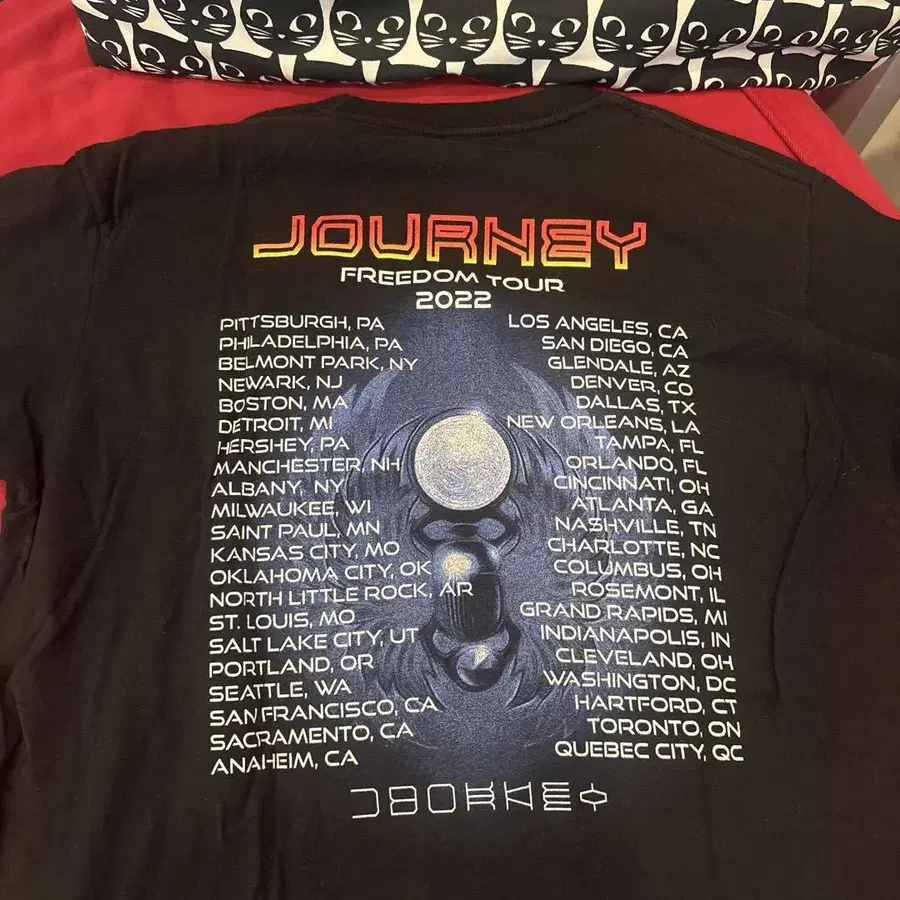 JOURNEY
FREEDOM TOUR
2022
PITTSBURGH, PA
PHILADELPHIA, PA
BELMONT PARK, NY
NEWARK, NJ
BOSTON, MA
DETROIT, MI
HERSHEY, PA
MANCHESTER, NH
ALBANY, NY
MILWAUKEE, WI
SAINT PAUL, MN
KANSAS CITY, MO
OKLAHOMA CITY, OK
NORTH LITTLE ROCK, AR
ST. LOUIS, MO
SALT LAKE CITY, UT
PORTLAND, OR
SEATTLE, WA
SAN FRANCISCO, CA
SACRAMENTO, CA
ANAHEIM, CA
LOS ANGELES, CA
SAN DIEGO, CA
GLENDALE, AZ
DENVER, CO
DALLAS, TX
NEW ORLEANS, LA
TAMPA, FL
ORLANDO, FL
CINCINNATI, OH
ATLANTA, GA
NASHVILLE, TN
CHARLOTTE, NC
COLUMBUS, OH
ROSEMONT, IL
GRAND RAPIDS, MI
INDIANAPOLIS, IN
CLEVELAND, OH
WASHINGTON, DC
HARTFORD, CT
TORONTO, ON
QUEBEC CITY, QC